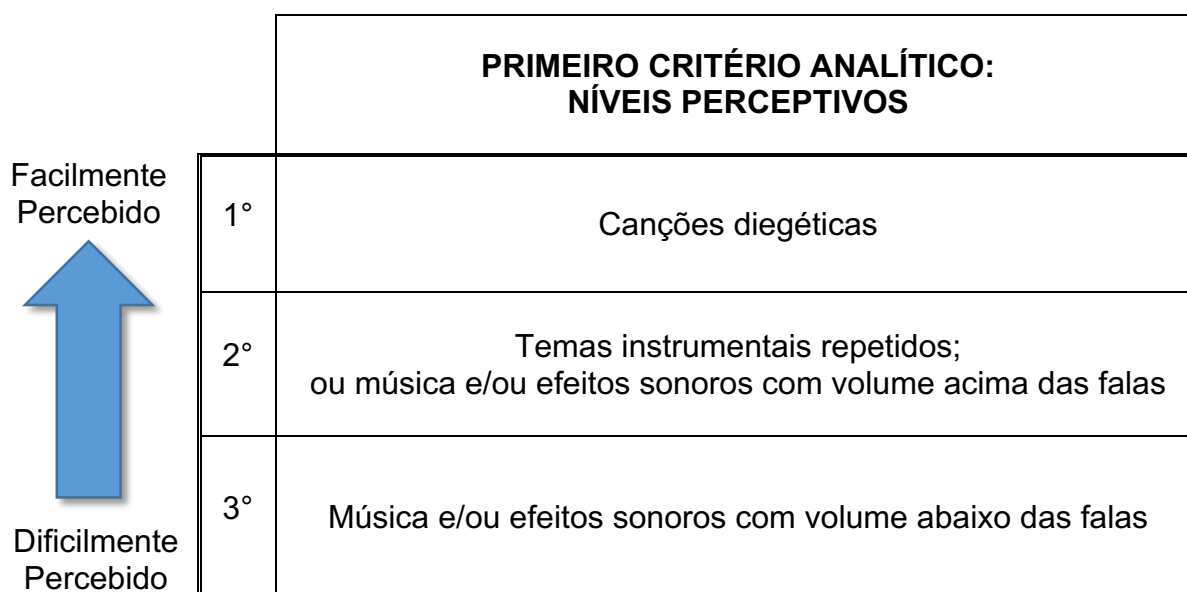 PRIMEIRO CRITÉRIO ANALÍTICO:
NÍVEIS PERCEPTIVOS
Facilmente
Percebido
1°
Canções diegéticas
2°
Temas instrumentais repetidos;
ou música e/ou efeitos sonoros com volume acima das falas
3°
Música e/ou efeitos sonoros com volume abaixo das falas
Dificilmente
Percebido